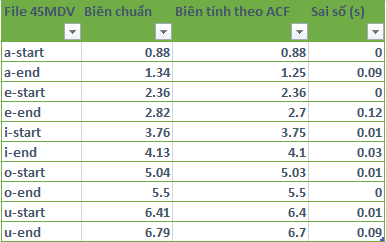 File 45MDV Biên chuẩn Biên tính theo ACF Sai số (s)
a-start 0.88 0.88 0
a-end 1.34 1.25 0.09
e-start 2.36 2.36 0
e-end 2.82 2.7 0.12
i-start 3.76 3.75 0.01
i-end 4.13 4.1 0.03
o-start 5.04 5.03 0.01
o-end 5.5 5.5 0
u-start 6.41 6.4 0.01
u-end 6.79 6.7 0.09